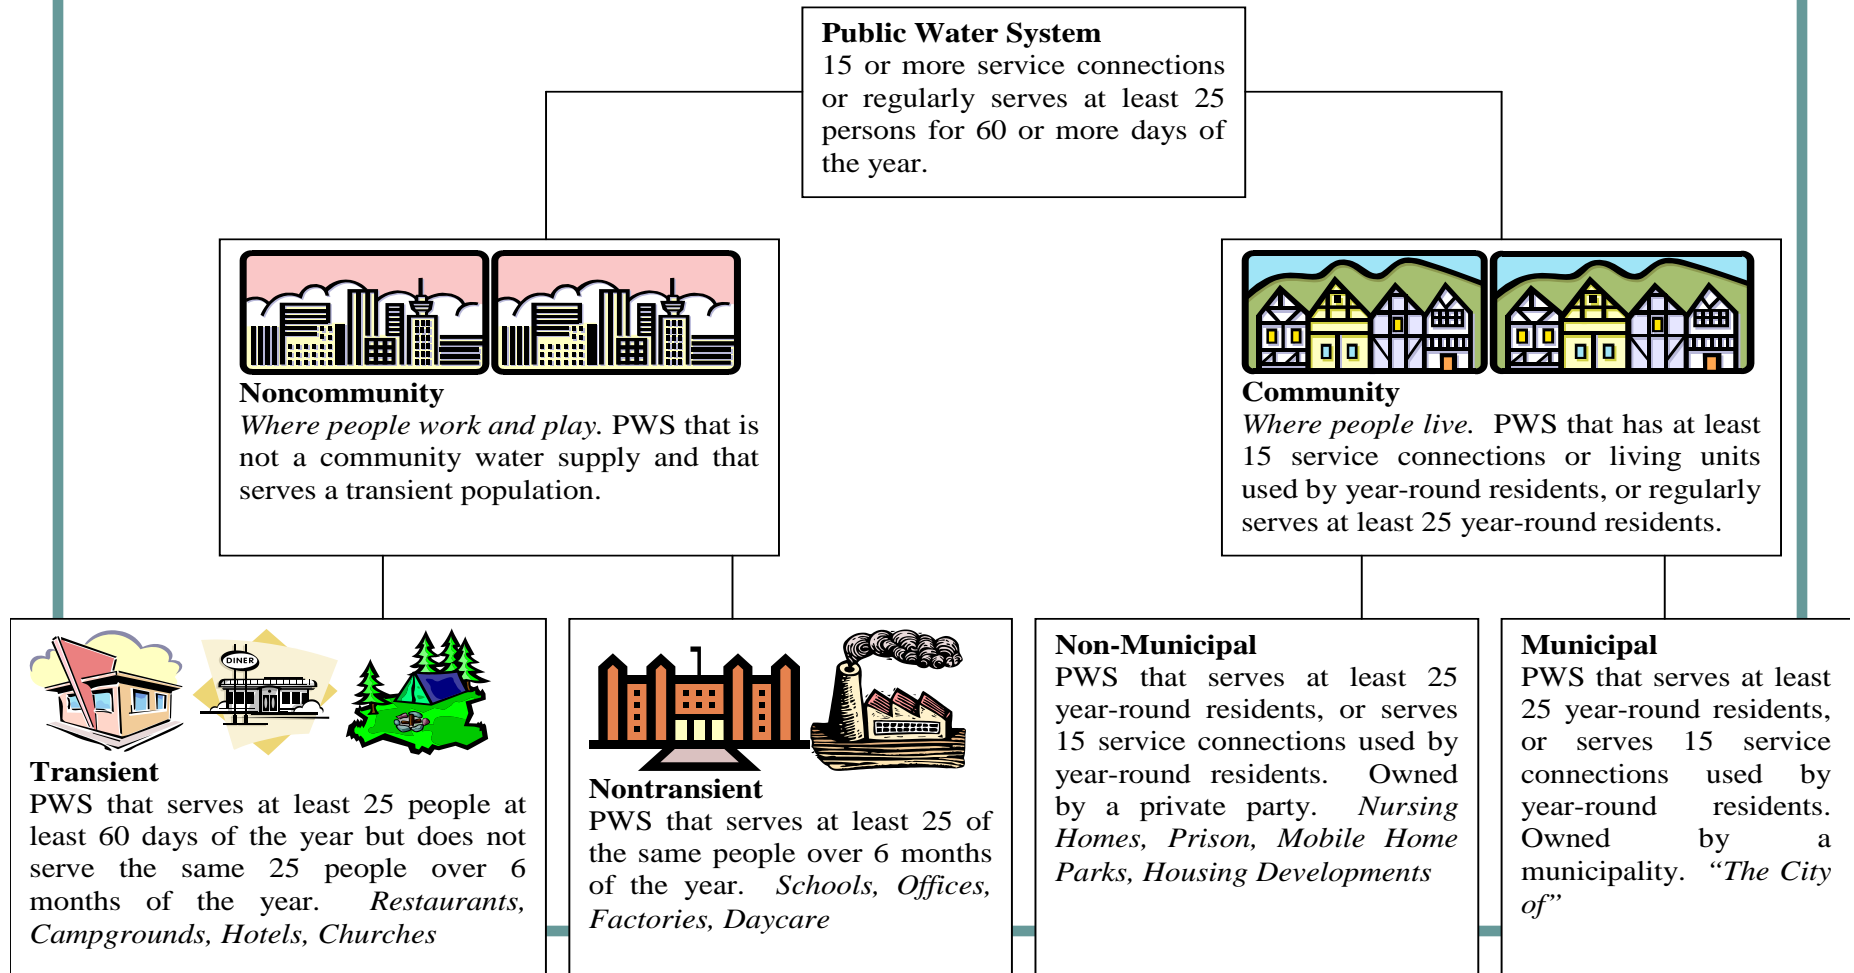 Public Water System
15 or more service connections
or regularly serves at least 25
persons for 60 or more days of
the year.
Noncommunity
Where people work and play. PWS that is
not a community water supply and that
serves a transient population.
Community
Where people live. PWS that has at least
15 service connections or living units
used by year-round residents, or regularly
serves at least 25 year-round residents.
DINER
Transient
PWS that serves at least 25 people at
least 60 days of the year but does not
serve the same 25 people over 6
months of the year. Restaurants,
Campgrounds, Hotels, Churches
Nontransient
PWS that serves at least 25 of
the same people over 6 months
of the year. Schools, Offices,
Factories, Daycare
Non-Municipal
PWS that serves at least 25
year-round residents, or serves
15 service connections used by
year-round residents. Owned
by a private party. Nursing
Homes, Prison, Mobile Home
Parks, Housing Developments
Municipal
PWS that serves at least
25 year-round residents,
or serves 15 service
connections used by
year-round residents.
Owned by a
municipality. “The City
of”